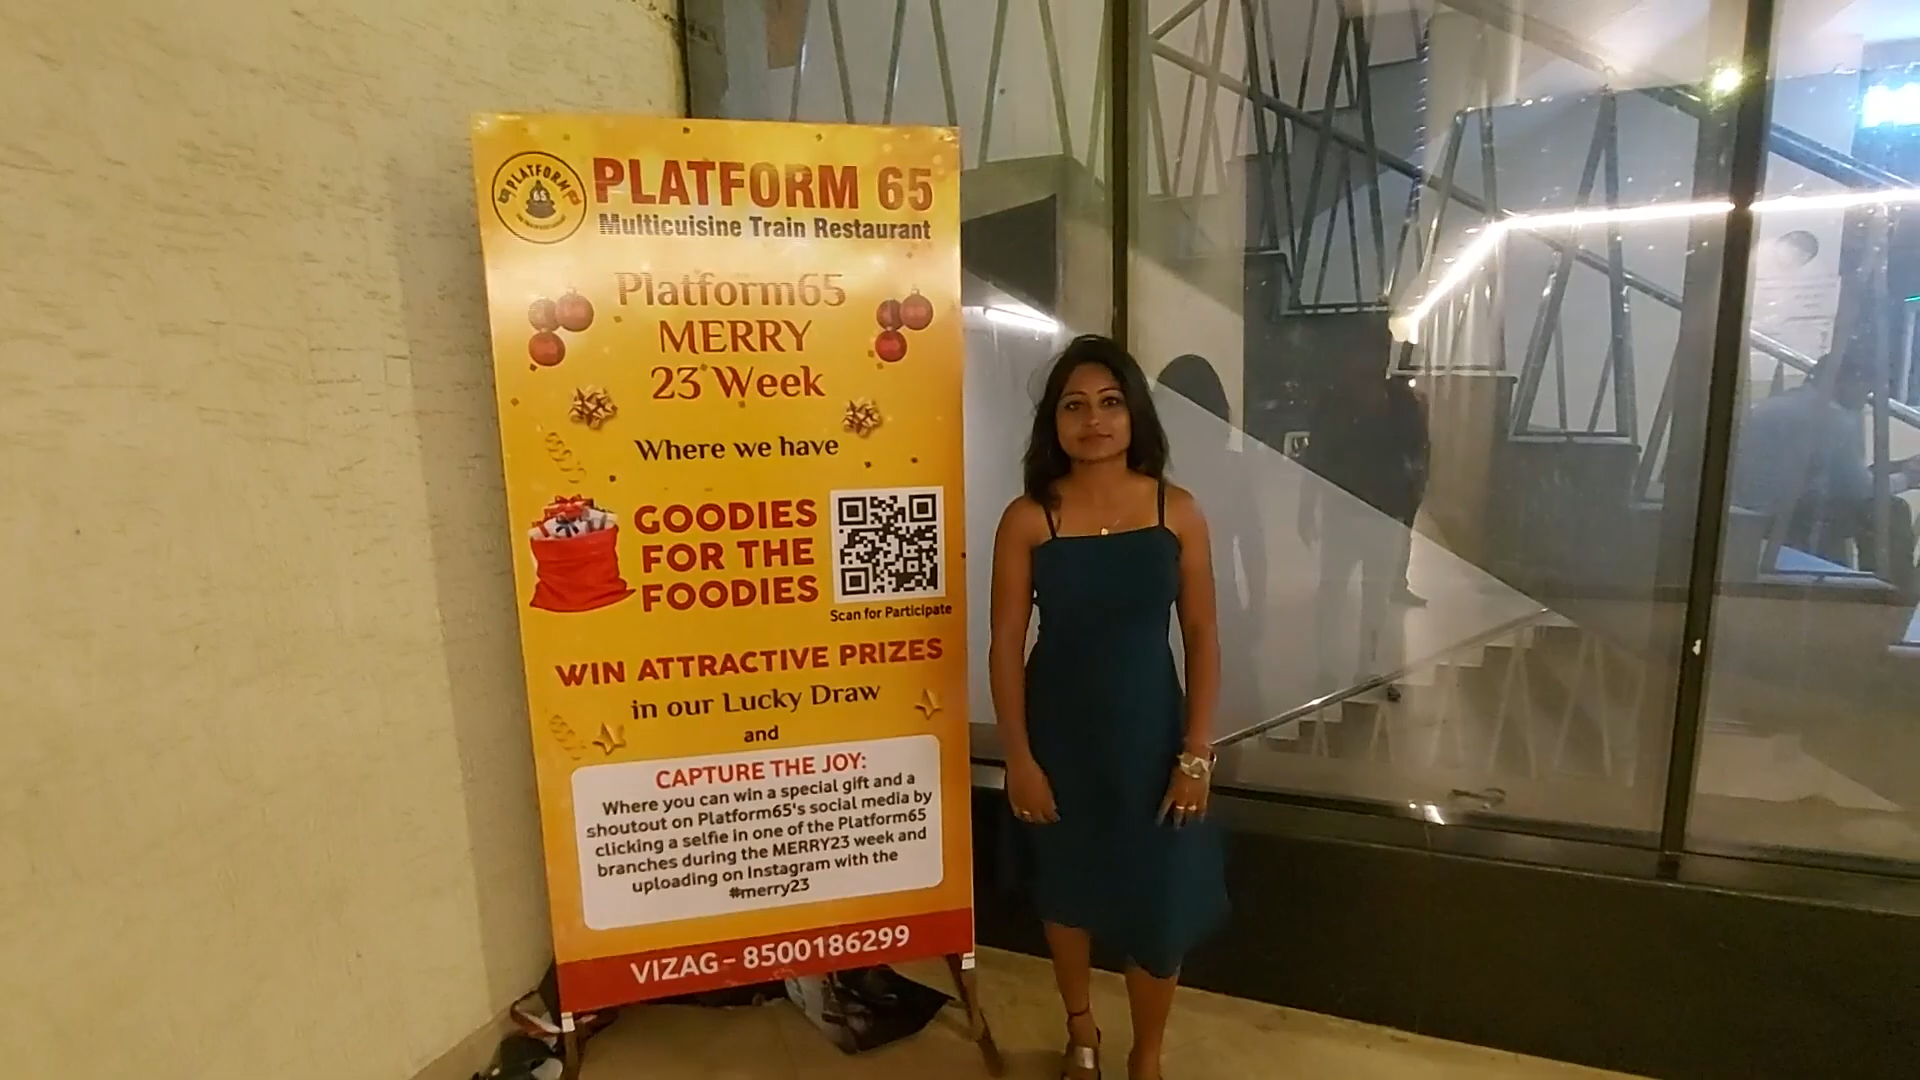 PLATFORM
65
PLATFORM 65
Multicuisine Train Restaurant
Platform65
MERRY
23 Week
Where we have
GOODIES
FOR THE
FOODIES
Scan for Participate
WIN ATTRACTIVE PRIZES
in our Lucky Draw
and
CAPTURE THE JOY:
Where you can win a special gift and a
shoutout on Platform65's social media by
clicking a selfie in one of the Platform65
branches during the MERRY23 week and
uploading on Instagram with the
#merry23
VIZAG - 8500186299